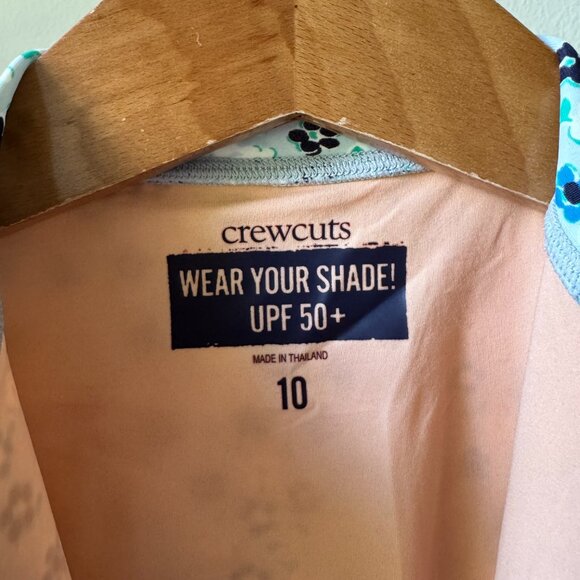 crewcuts
WEAR YOUR SHADE!
UPF 50+
MADE IN THAILAND
10